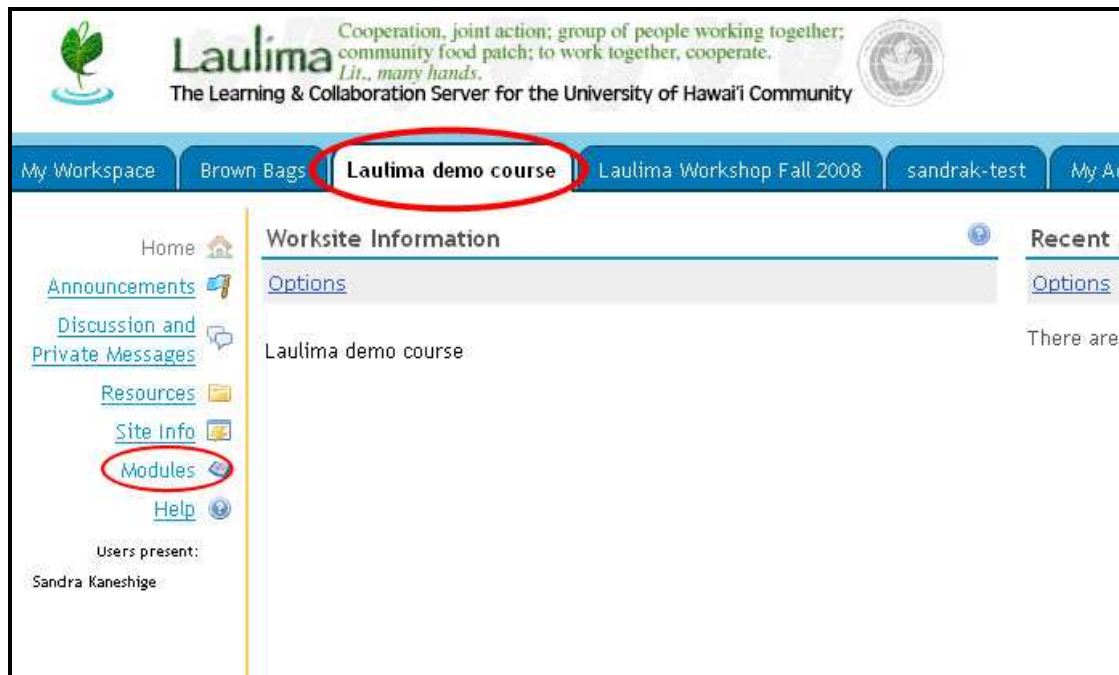 Laulima
Cooperation, joint action; group of people working together;
community food patch; to work together, cooperate.
Lit., many hands.
The Learning & Collaboration Server for the University of Hawai'i Community
My Workspace
Brown Bags
Laulima demo course
Laulima Workshop Fall 2008
sandrak-test
My A
Home
Announcements
Discussion and
Private Messages
Resources
Site Info
Modules
Help
Users present:
Sandra Kaneshige
Worksite Information
Options
Laulima demo course
Recent
Options
There are